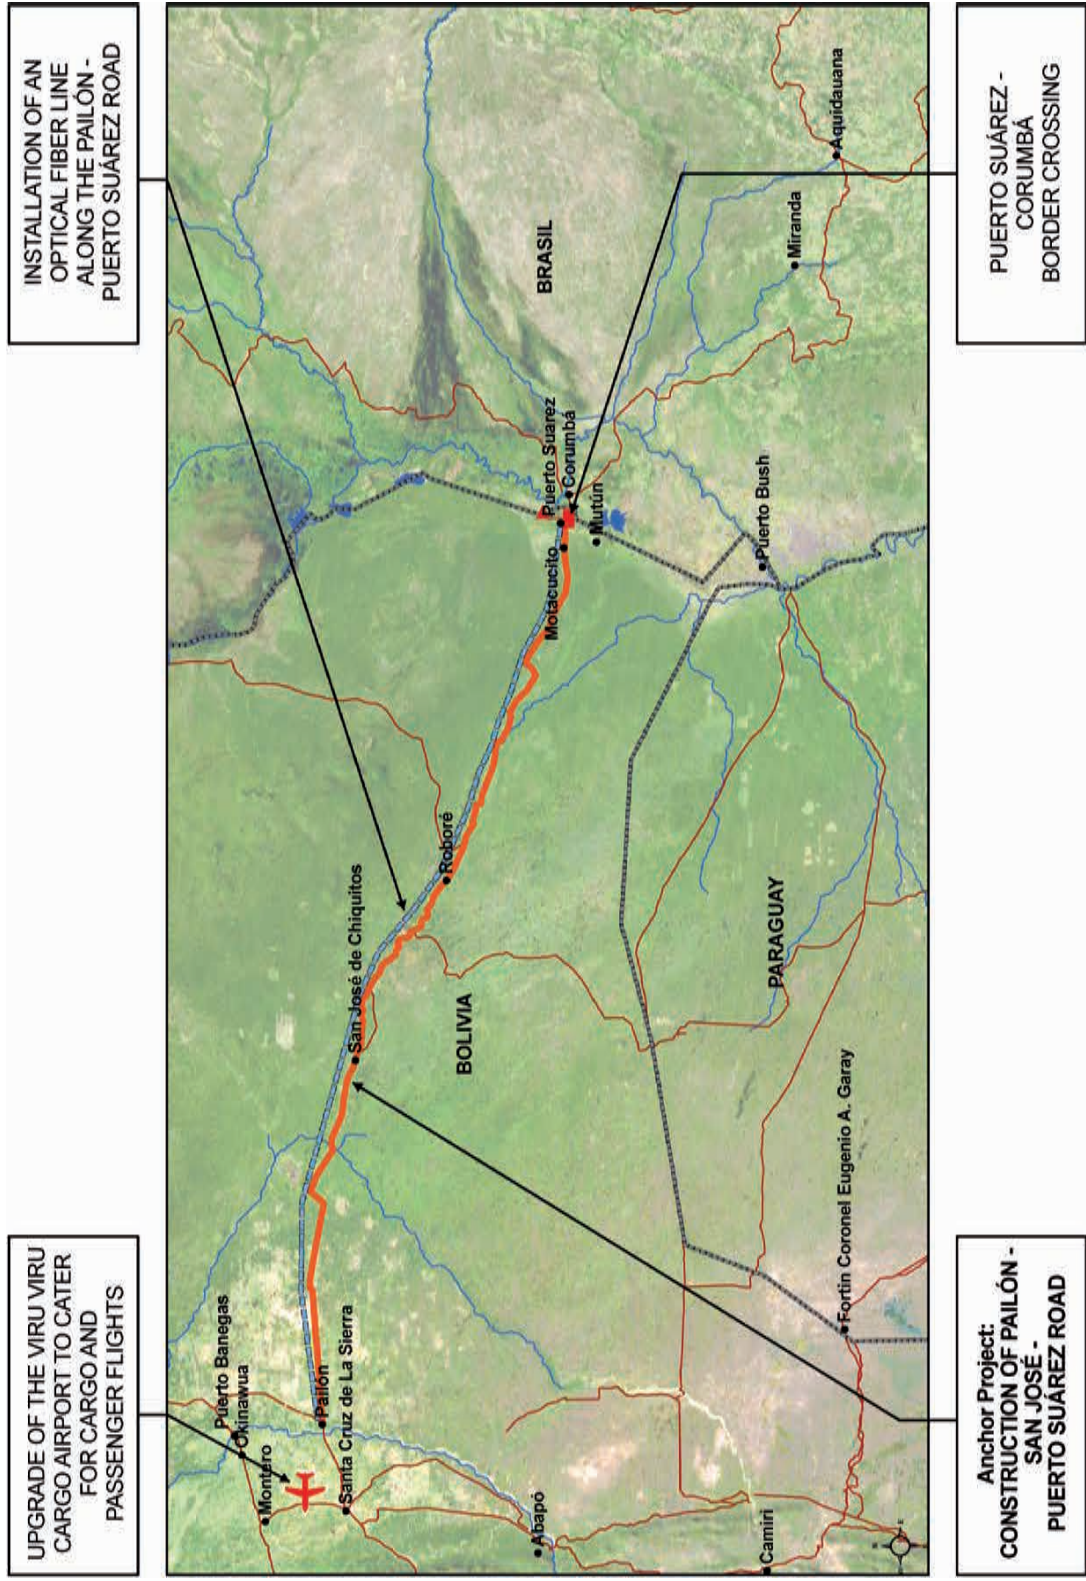 UPGRADE OF THE VIRU VIRU
CARGO AIRPORT TO CATER
FOR CARGO AND
PASSENGER FLIGHTS
INSTALLATION OF AN
OPTICAL FIBER LINE
ALONG THE PAILÓN -
PUERTO SUÁREZ ROAD
Puerto Banegas
Okinawua
Montero
Pailón
Santa Cruz de La Sierra
San José de Chiquitos
Roboré
BOLIVIA
Motacucito
Puerto Suarez
Corumbá
BRASIL
Mutún
Abapó
Camiri
Fortin Coronel Eugenio A. Garay
PARAGUAY
Puerto Bush
Miranda
Aquidauana
N
E
Anchor Project:
CONSTRUCTION OF PAILÓN -
SAN JOSÉ -
PUERTO SUÁREZ ROAD
PUERTO SUÁREZ -
CORUMBÁ
BORDER CROSSING